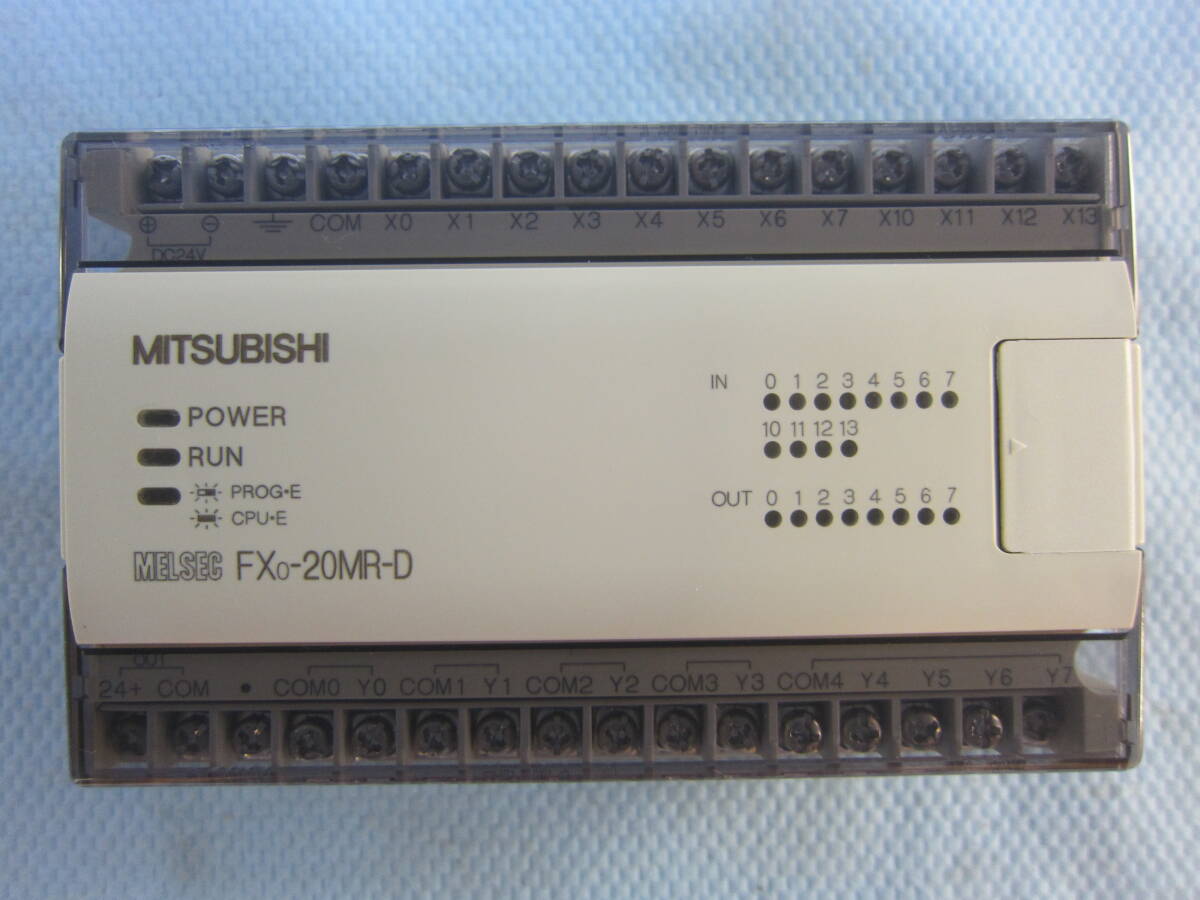 ⊕ ⊖ ⏚ COM X0 X1 X2 X3 X4 X5 X6 X7 X10 X11 X12 X13
DC24V
MITSUBISHI
POWER
RUN
PROG•E
CPU•E
MELSEC FX0-20MR-D
IN 0 1 2 3 4 5 6 7
10 11 12 13
OUT 0 1 2 3 4 5 6 7
OUT
24+ COM • COM0 Y0 COM1 Y1 COM2 Y2 COM3 Y3 COM4 Y4 Y5 Y6 Y7